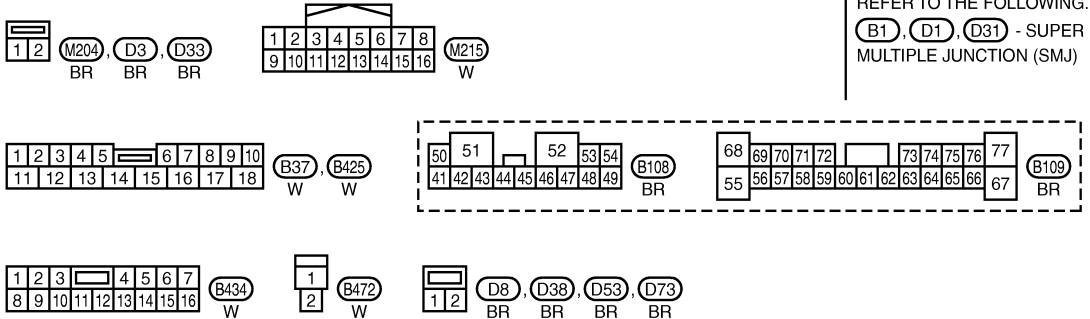 REFER TO THE FOLLOWING.
B1 , D1 , D31 - SUPER
MULTIPLE JUNCTION (SMJ)
1 2
M204 , D3 , D33
BR BR BR
1 2 3 4 5 6 7 8
9 10 11 12 13 14 15 16
M215
W
1 2 3 4 5 6 7 8 9 10
11 12 13 14 15 16 17 18
B37 , B425
W W
50 51 52 53 54
41 42 43 44 45 46 47 48 49
B108
BR
68 69 70 71 72 73 74 75 76 77
55 56 57 58 59 60 61 62 63 64 65 66 67
B109
BR
1 2 3 4 5 6 7
8 9 10 11 12 13 14 15 16
B434
W
1
2
B472
W
1 2
D8 , D38 , D53 , D73
BR BR BR BR